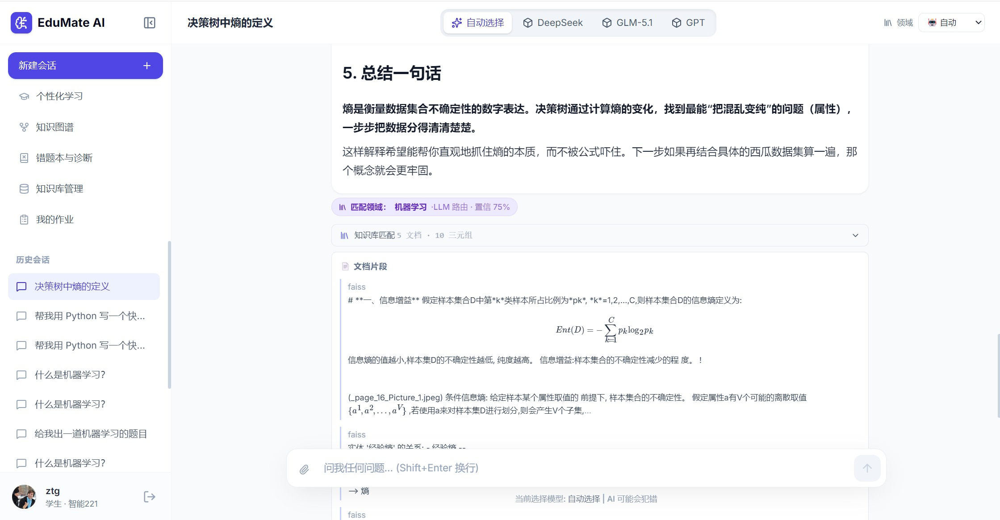 EduMate AI
决策树中熵的定义
自动选择
DeepSeek
GLM-5.1
GPT
领域
自动
新建会话
个性化学习
知识图谱
错题本与诊断
知识库管理
我的作业
历史会话
决策树中熵的定义
帮我用 Python 写一个快...
帮我用 Python 写一个快...
什么是机器学习?
什么是机器学习?
给我出一道机器学习的题目
什么是机器学习?
ztg
学生 · 智能221
5. 总结一句话
熵是衡量数据集合不确定性的数字表达。决策树通过计算熵的变化，找到最能“把混乱变纯”的问题（属性），
一步步把数据分得清清楚楚。
这样解释希望能帮你直观地抓住熵的本质，而不被公式吓住。下一步如果再结合具体的西瓜数据集算一遍，那
个概念就会更牢固。
匹配领域： 机器学习 ·LLM 路由 · 置信 75%
知识库匹配 5 文档 · 10 三元组
文档片段
faiss
# **一、信息增益** 假定样本集合D中第*k*类样本所占比例为*pk*, *k*=1,2,...,C,则样本集合D的信息熵定义为:
Ent(D) = −∑_{k=1}^{C} p_k log_2 p_k
信息熵的值越小,样本集D的不确定性越低, 纯度越高。 信息增益:样本集合的不确定性减少的程 度。 !
(_page_16_Picture_1.jpeg) 条件信息熵: 给定样本某个属性取值的 前提下, 样本集合的不确定性。 假定属性a有V个可能的离散取值
{a^1, a^2, ..., a^V} ,若使用a来对样本集D进行划分,则会产生V个子集,...
faiss
实体 '经验熵' 的关系: - 经验熵 --
问我任何问题... (Shift+Enter 换行)
→ 熵
当前选择模型: 自动选择 | AI 可能会犯错
faiss